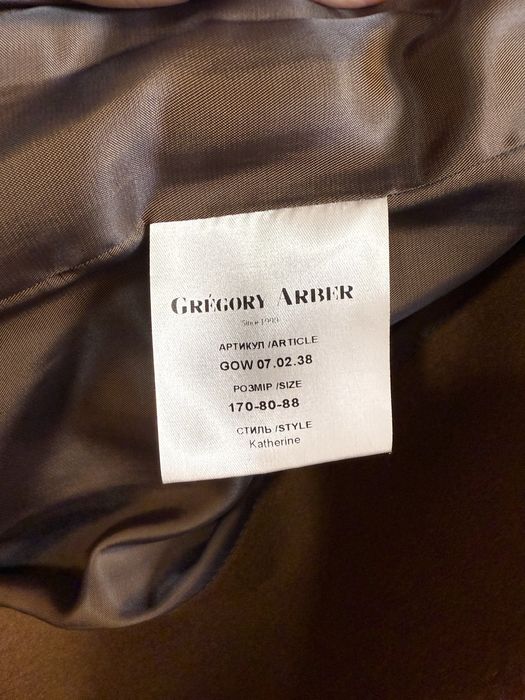 GRÉGORY ARBER
Since 1999
АРТИКУЛ /ARTICLE
GOW 07.02.38
РОЗМІР /SIZE
170-80-88
СТИЛЬ /STYLE
Katherine